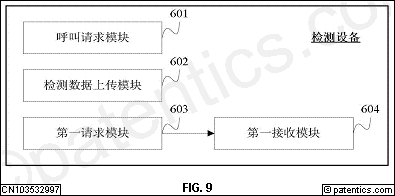 601
呼叫请求模块
检测设备
602
检测数据上传模块
603
604
第一请求模块
第一接收模块
©patentics.com
CN103532997
FIG. 9
© patentics.com